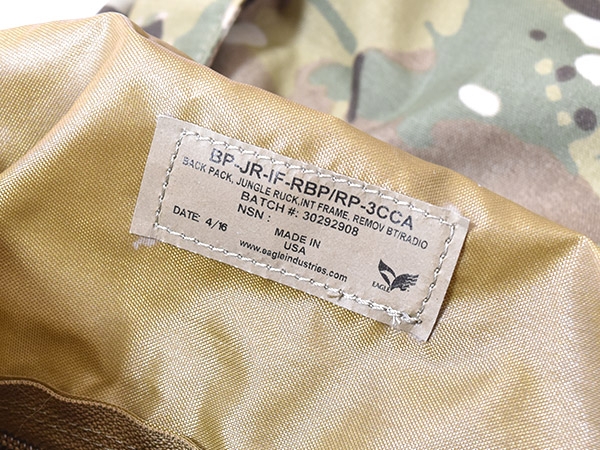 BP-JR-IF-RBP/RP-3CCA
BACK PACK, JUNGLE RUCK,INT FRAME, REMOV BT/RADIO
BATCH #: 30292908
NSN :
DATE: 4/16
MADE IN
USA
www.eagleindustries.com
EAGLE